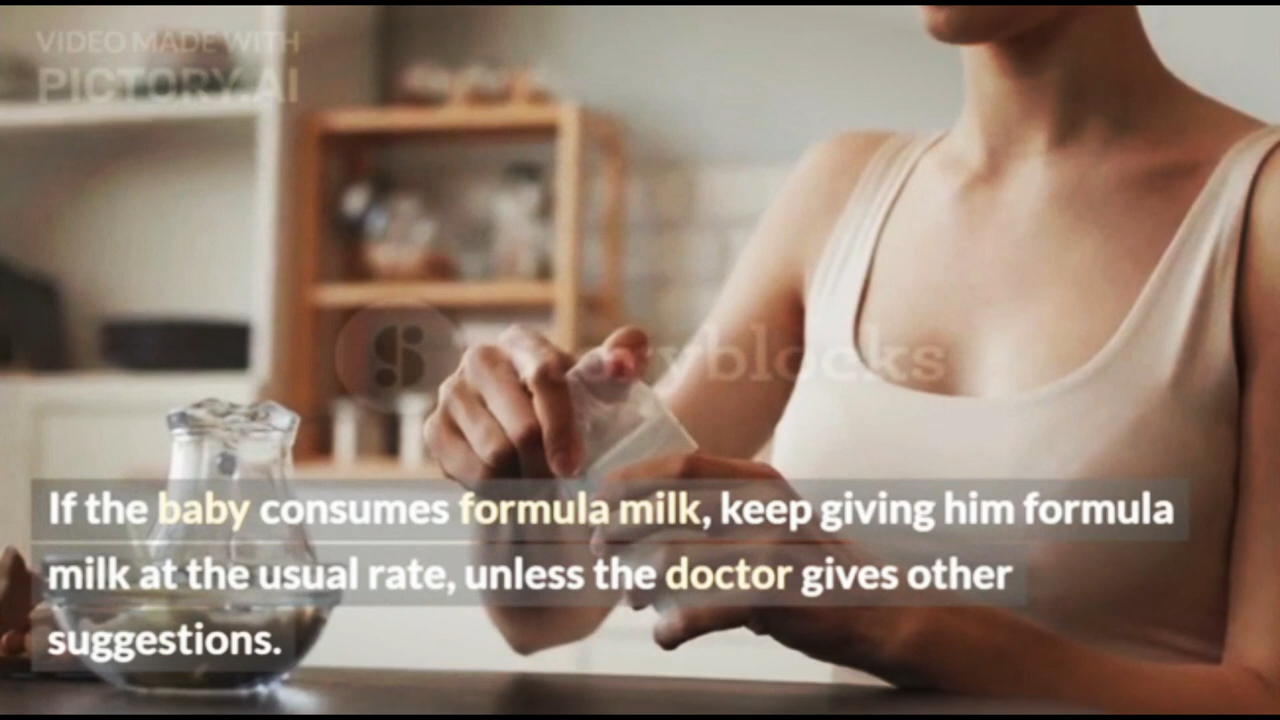 VIDEO MADE WITH
PICTORY.AI
storyblocks
If the baby consumes formula milk, keep giving him formula
milk at the usual rate, unless the doctor gives other
suggestions.